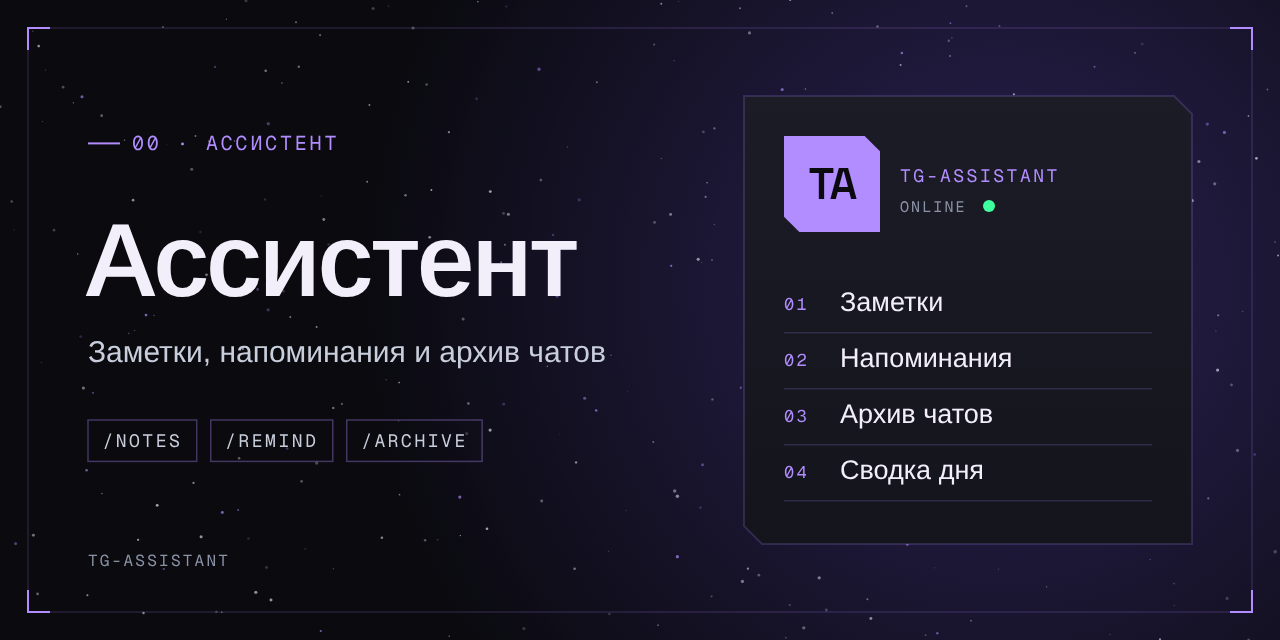 00 · АССИСТЕНТ
Ассистент
Заметки, напоминания и архив чатов
/NOTES /REMIND /ARCHIVE
TG-ASSISTANT
TA
TG-ASSISTANT
ONLINE
01 Заметки
02 Напоминания
03 Архив чатов
04 Сводка дня